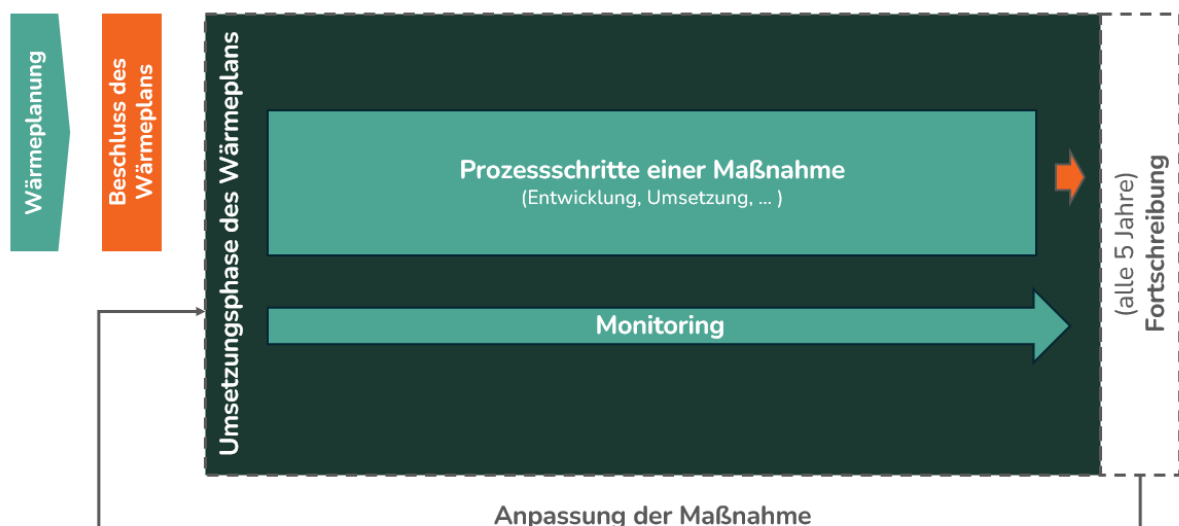 Wärmeplanung
Beschluss des
Wärmeplans
Umsetzungsphase des Wärmeplans
Prozessschritte einer Maßnahme
(Entwicklung, Umsetzung, ... )
Monitoring
(alle 5 Jahre)
Fortschreibung
Anpassung der Maßnahme